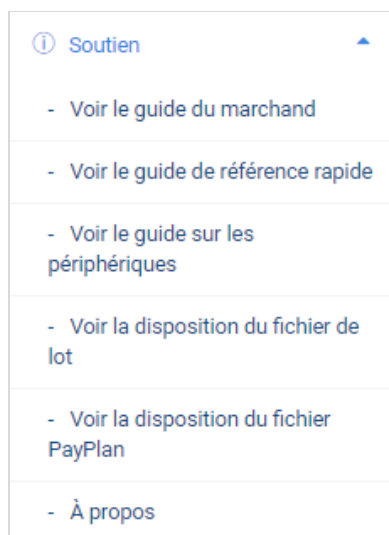 Soutien
- Voir le guide du marchand
- Voir le guide de référence rapide
- Voir le guide sur les
périphériques
- Voir la disposition du fichier de
lot
- Voir la disposition du fichier
PayPlan
- À propos